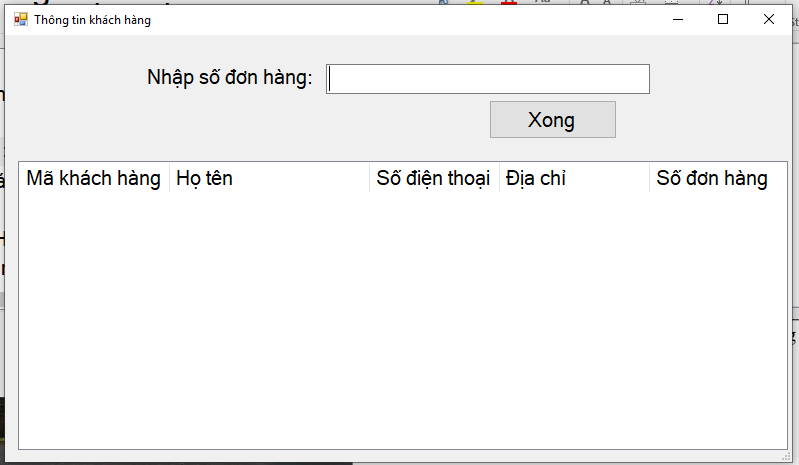 Thông tin khách hàng
Nhập số đơn hàng:
Xong
Mã khách hàng Họ tên Số điện thoại Địa chỉ Số đơn hàng